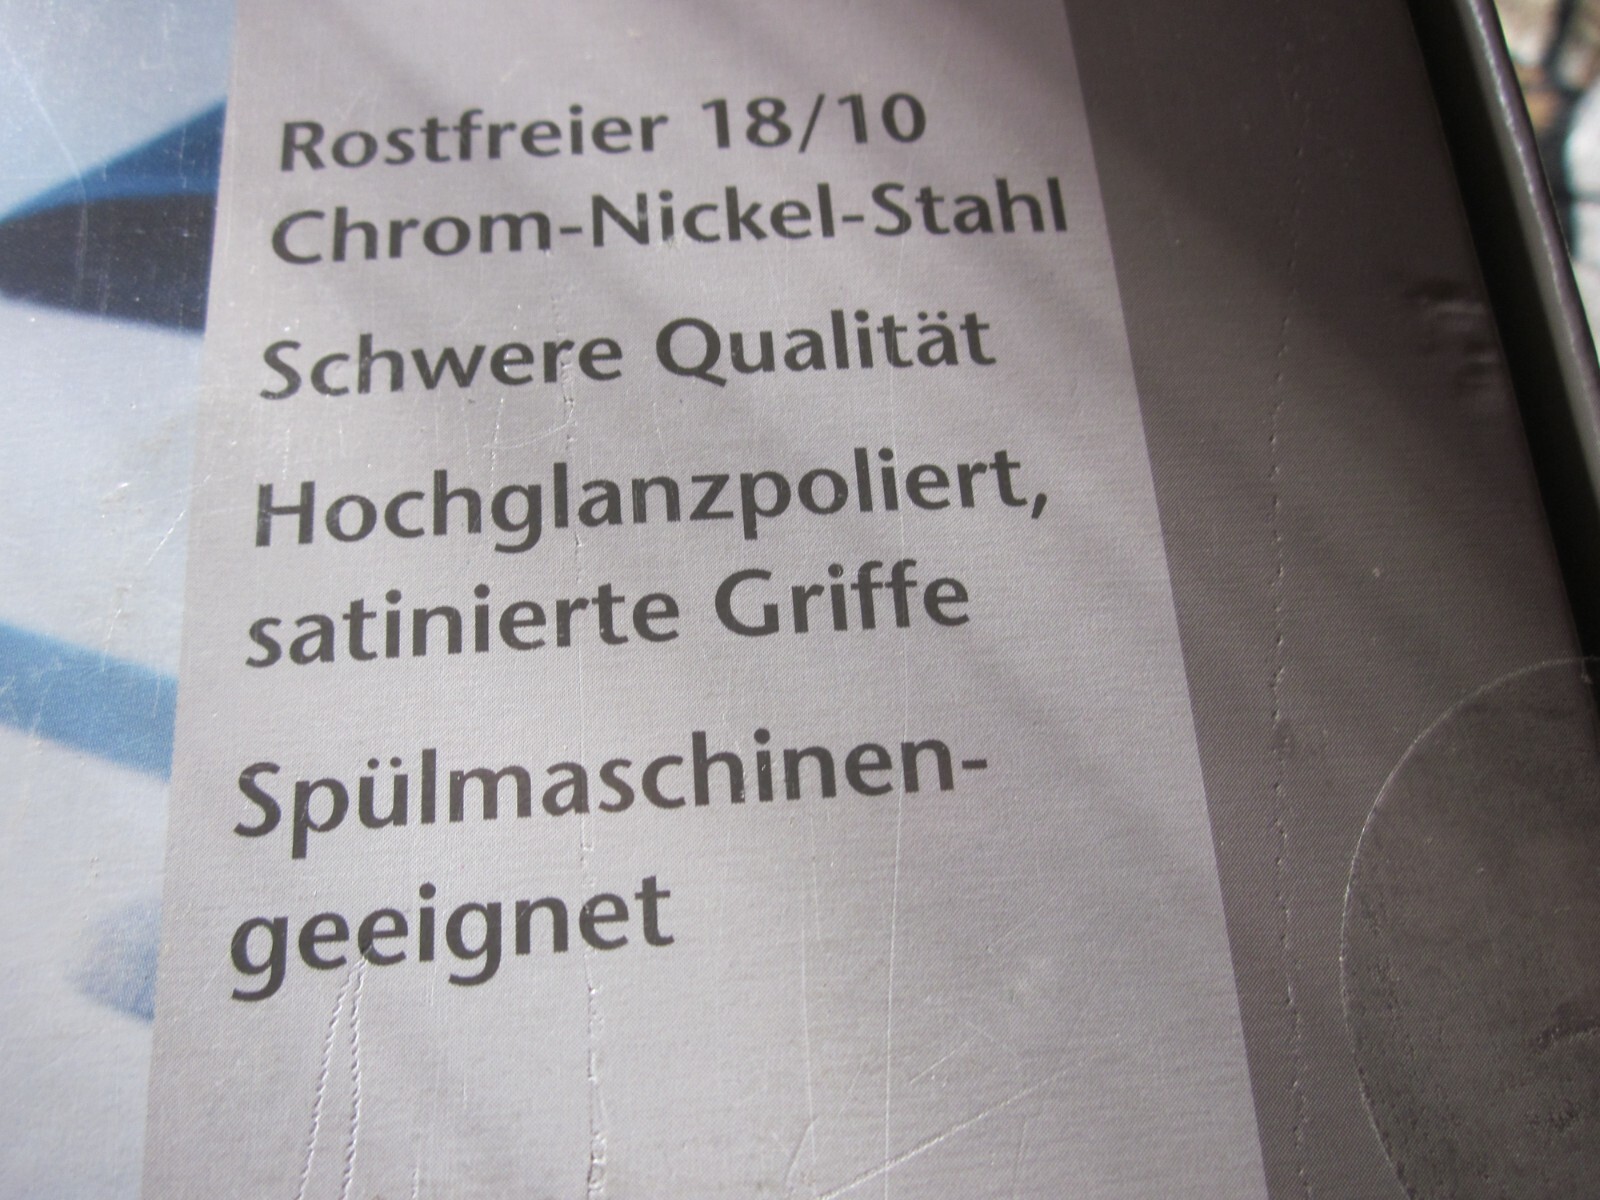 Rostfreier 18/10
Chrom-Nickel-Stahl
Schwere Qualität
Hochglanzpoliert,
satinierte Griffe
Spülmaschinen-
geeignet